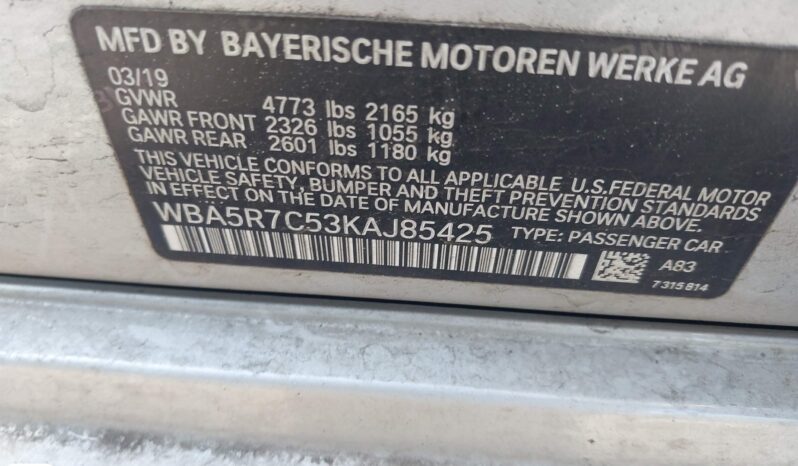 MFD BY BAYERISCHE MOTOREN WERKE AG
03/19
GVWR 4773 lbs 2165 kg
GAWR FRONT 2326 lbs 1055 kg
GAWR REAR 2601 lbs 1180 kg
THIS VEHICLE CONFORMS TO ALL APPLICABLE U.S.FEDERAL MOTOR
VEHICLE SAFETY, BUMPER AND THEFT PREVENTION STANDARDS
IN EFFECT ON THE DATE OF MANUFACTURE SHOWN ABOVE
WBA5R7C53KAJ85425 TYPE: PASSENGER CAR
A83
7315814